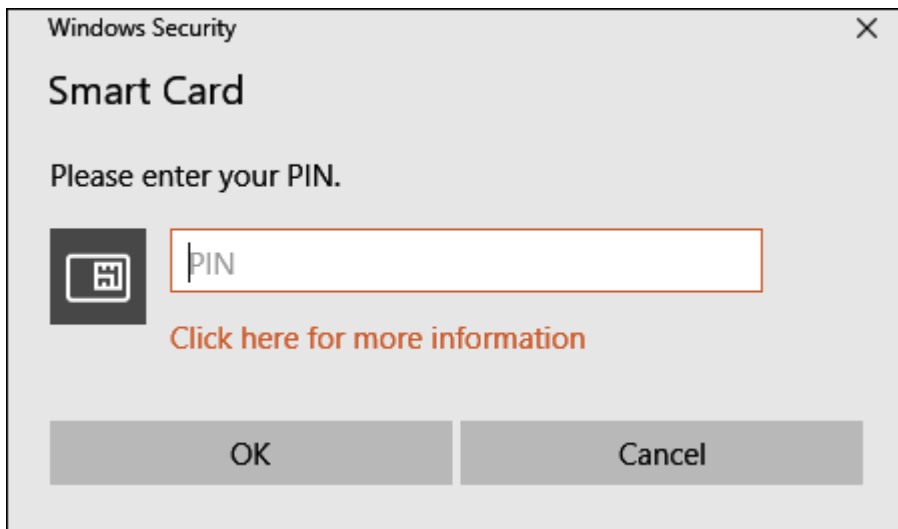 Windows Security
Smart Card
Please enter your PIN.
PIN
Click here for more information
OK
Cancel